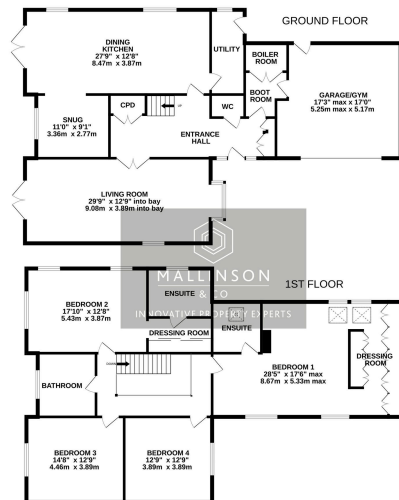 GROUND FLOOR
DINING
KITCHEN
27'9" x 12'8"
8.47m x 3.87m
UTILITY
BOILER
ROOM
BOOT
ROOM
GARAGE/GYM
17'3" max x 17'0"
5.25m max x 5.17m
SNUG
11'0" x 9'1"
3.36m x 2.77m
CPD
WC
ENTRANCE
HALL
LIVING ROOM
29'9" x 12'9" into bay
9.08m x 3.89m into bay
MALLINSON
& CO
INNOVATIVE PROPERTY EXPERTS
1ST FLOOR
BEDROOM 2
17'10" x 12'8"
5.43m x 3.87m
ENSUITE
DRESSING ROOM
ENSUITE
BATHROOM
BEDROOM 1
28'5" x 17'6" max
8.67m x 5.33m max
DRESSING
ROOM
BEDROOM 3
14'8" x 12'9"
4.46m x 3.89m
BEDROOM 4
12'9" x 12'9"
3.89m x 3.89m